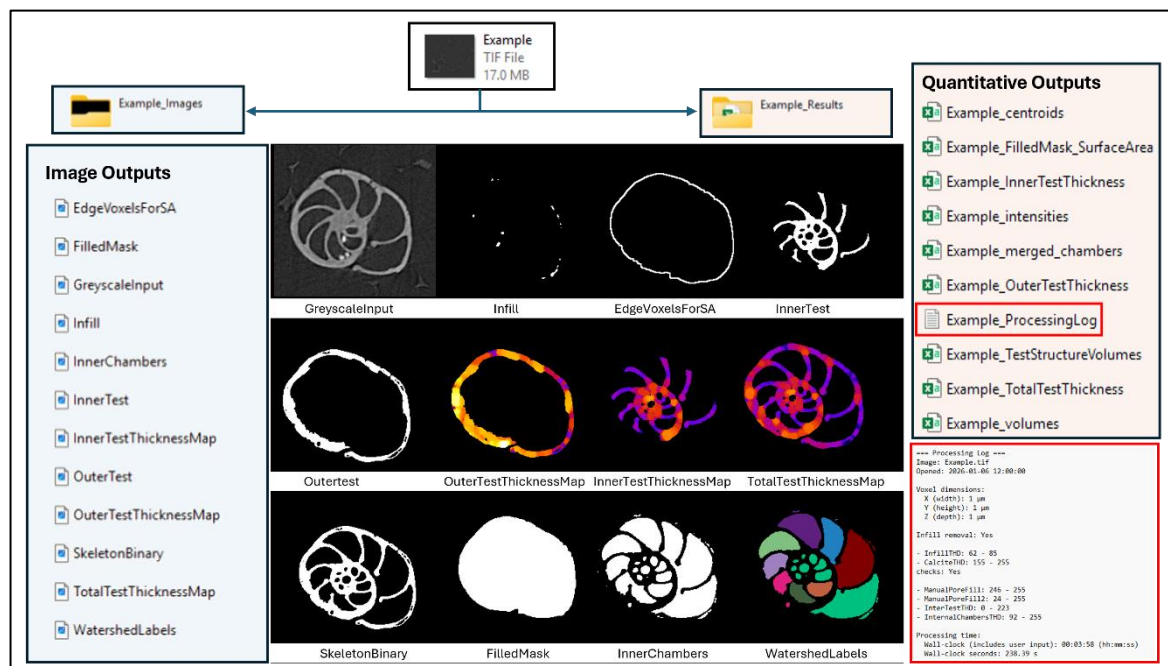 Example
TIF File
17.0 MB
Example_Images
Example_Results
Image Outputs
EdgeVoxelsForSA
FilledMask
GreyscaleInput
Infill
InnerChambers
InnerTest
InnerTestThicknessMap
OuterTest
OuterTestThicknessMap
SkeletonBinary
TotalTestThicknessMap
WatershedLabels
GreyscaleInput
Infill
EdgeVoxelsForSA
InnerTest
Outertest
OuterTestThicknessMap
InnerTestThicknessMap
TotalTestThicknessMap
SkeletonBinary
FilledMask
InnerChambers
WatershedLabels
Quantitative Outputs
Example_centroids
Example_FilledMask_SurfaceArea
Example_InnerTestThickness
Example_intensities
Example_merged_chambers
Example_OuterTestThickness
Example_ProcessingLog
Example_TestStructureVolumes
Example_TotalTestThickness
Example_volumes
=== Processing Log ===
Image: Example.tif
Opened: 2026-01-06 12:00:00
Voxel dimensions:
X (width): 1 µm
Y (height): 1 µm
Z (depth): 1 µm
Infill removal: Yes
- InfillTHD: 62 - 85
- CalciteTHD: 155 - 255
checks: Yes
- ManualPoreFill1: 246 - 255
- ManualPoreFill2: 24 - 255
- InterTestTHD: 0 - 223
- InternalChambersTHD: 92 - 255
Processing time:
Wall-clock (includes user input): 00:03:58 (hh:mm:ss)
Wall-clock seconds: 238.39 s